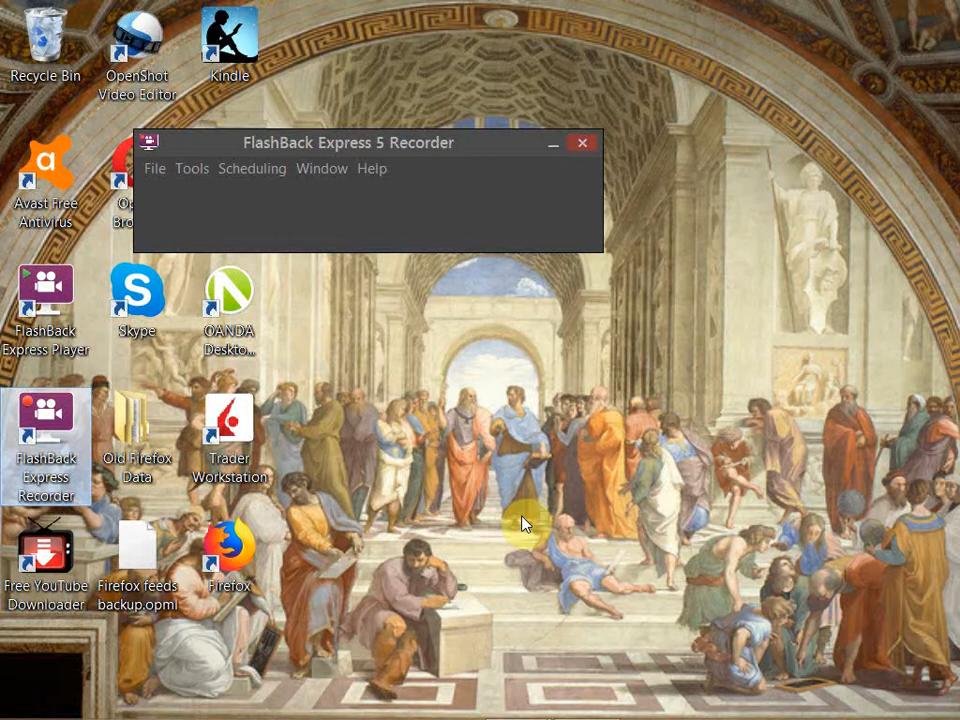 Recycle Bin
OpenShot
Video Editor
Kindle
FlashBack Express 5 Recorder
File Tools Scheduling Window Help
Avast Free
Antivirus
Op
Bro
FlashBack
Express Player
Skype
OANDA
Deskto...
FlashBack
Express
Recorder
Old Firefox
Data
Trader
Workstation
Free YouTube
Downloader
Firefox feeds
backup.opml
Firefox